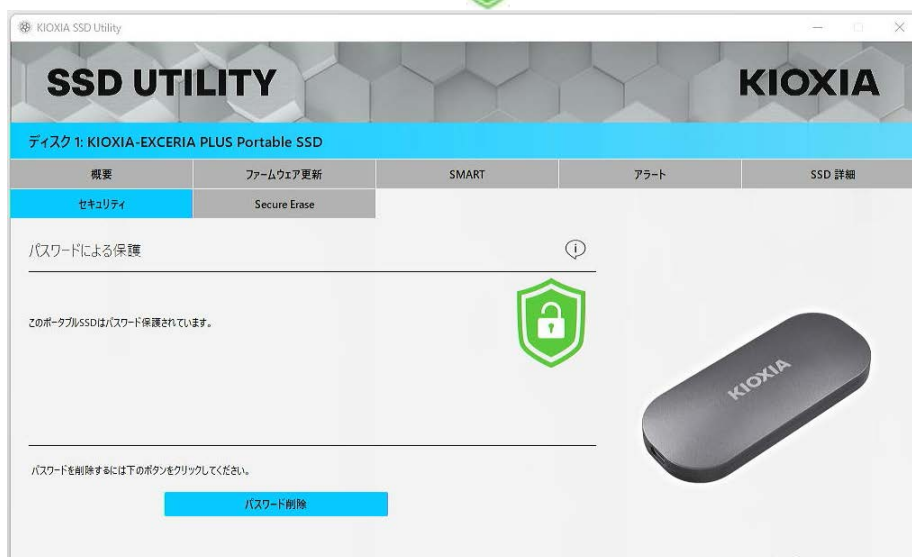 KIOXIA SSD Utility
SSD UTILITY
KIOXIA
ディスク 1: KIOXIA-EXCERIA PLUS Portable SSD
概要 ファームウェア更新 SMART アラート SSD 詳細
セキュリティ Secure Erase
パスワードによる保護
このポータブルSSDはパスワード保護されています。
KIOXIA
パスワードを削除するには下のボタンをクリックしてください。
パスワード削除